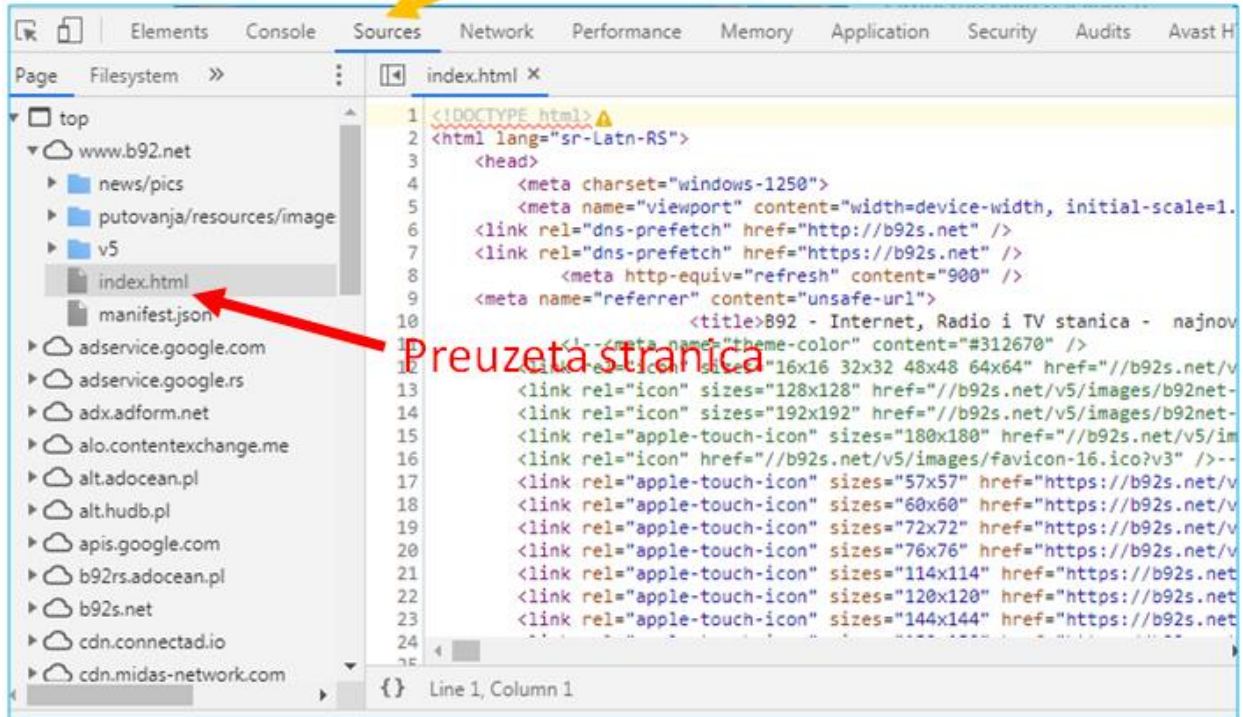 Elements Console Sources Network Performance Memory Application Security Audits Avast H
Page Filesystem »
index.html ×
top
www.b92.net
news/pics
putovanja/resources/image
v5
index.html
manifest.json
adservice.google.com
adservice.google.rs
adx.adform.net
alo.contentexchange.me
alt.adocean.pl
alt.hudb.pl
apis.google.com
b92rs.adocean.pl
b92s.net
cdn.connectad.io
cdn.midas-network.com
1 <!DOCTYPE html>
2 <html lang="sr-Latn-RS">
3 <head>
4 <meta charset="windows-1250">
5 <meta name="viewport" content="width=device-width, initial-scale=1.
6 <link rel="dns-prefetch" href="http://b92s.net" />
7 <link rel="dns-prefetch" href="https://b92s.net" />
8 <meta http-equiv="refresh" content="900" />
9 <meta name="referrer" content="unsafe-url">
10 <title>B92 - Internet, Radio i TV stanica - najnov
11 <!--<meta name="theme-color" content="#312670" />
Preuzeta stranica
12 <link rel="icon" sizes="16x16 32x32 48x48 64x64" href="//b92s.net/v
13 <link rel="icon" sizes="128x128" href="//b92s.net/v5/images/b92net-
14 <link rel="icon" sizes="192x192" href="//b92s.net/v5/images/b92net-
15 <link rel="apple-touch-icon" sizes="180x180" href="//b92s.net/v5/im
16 <link rel="icon" href="//b92s.net/v5/images/favicon-16.ico?v3" />--
17 <link rel="apple-touch-icon" sizes="57x57" href="https://b92s.net/v
18 <link rel="apple-touch-icon" sizes="60x60" href="https://b92s.net/v
19 <link rel="apple-touch-icon" sizes="72x72" href="https://b92s.net/v
20 <link rel="apple-touch-icon" sizes="76x76" href="https://b92s.net/v
21 <link rel="apple-touch-icon" sizes="114x114" href="https://b92s.net
22 <link rel="apple-touch-icon" sizes="120x120" href="https://b92s.net
23 <link rel="apple-touch-icon" sizes="144x144" href="https://b92s.net
24
{} Line 1, Column 1